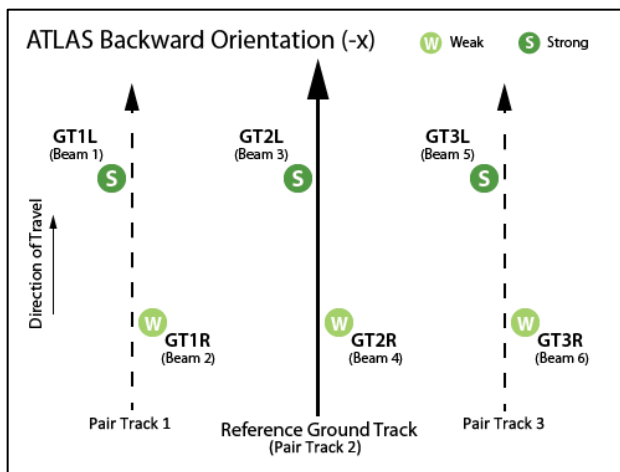 ATLAS Backward Orientation (-x)
W Weak
S Strong
GT1L
(Beam 1)
S
GT2L
(Beam 3)
S
GT3L
(Beam 5)
S
Direction of Travel
W
GT1R
(Beam 2)
W
GT2R
(Beam 4)
W
GT3R
(Beam 6)
Pair Track 1
Reference Ground Track
(Pair Track 2)
Pair Track 3